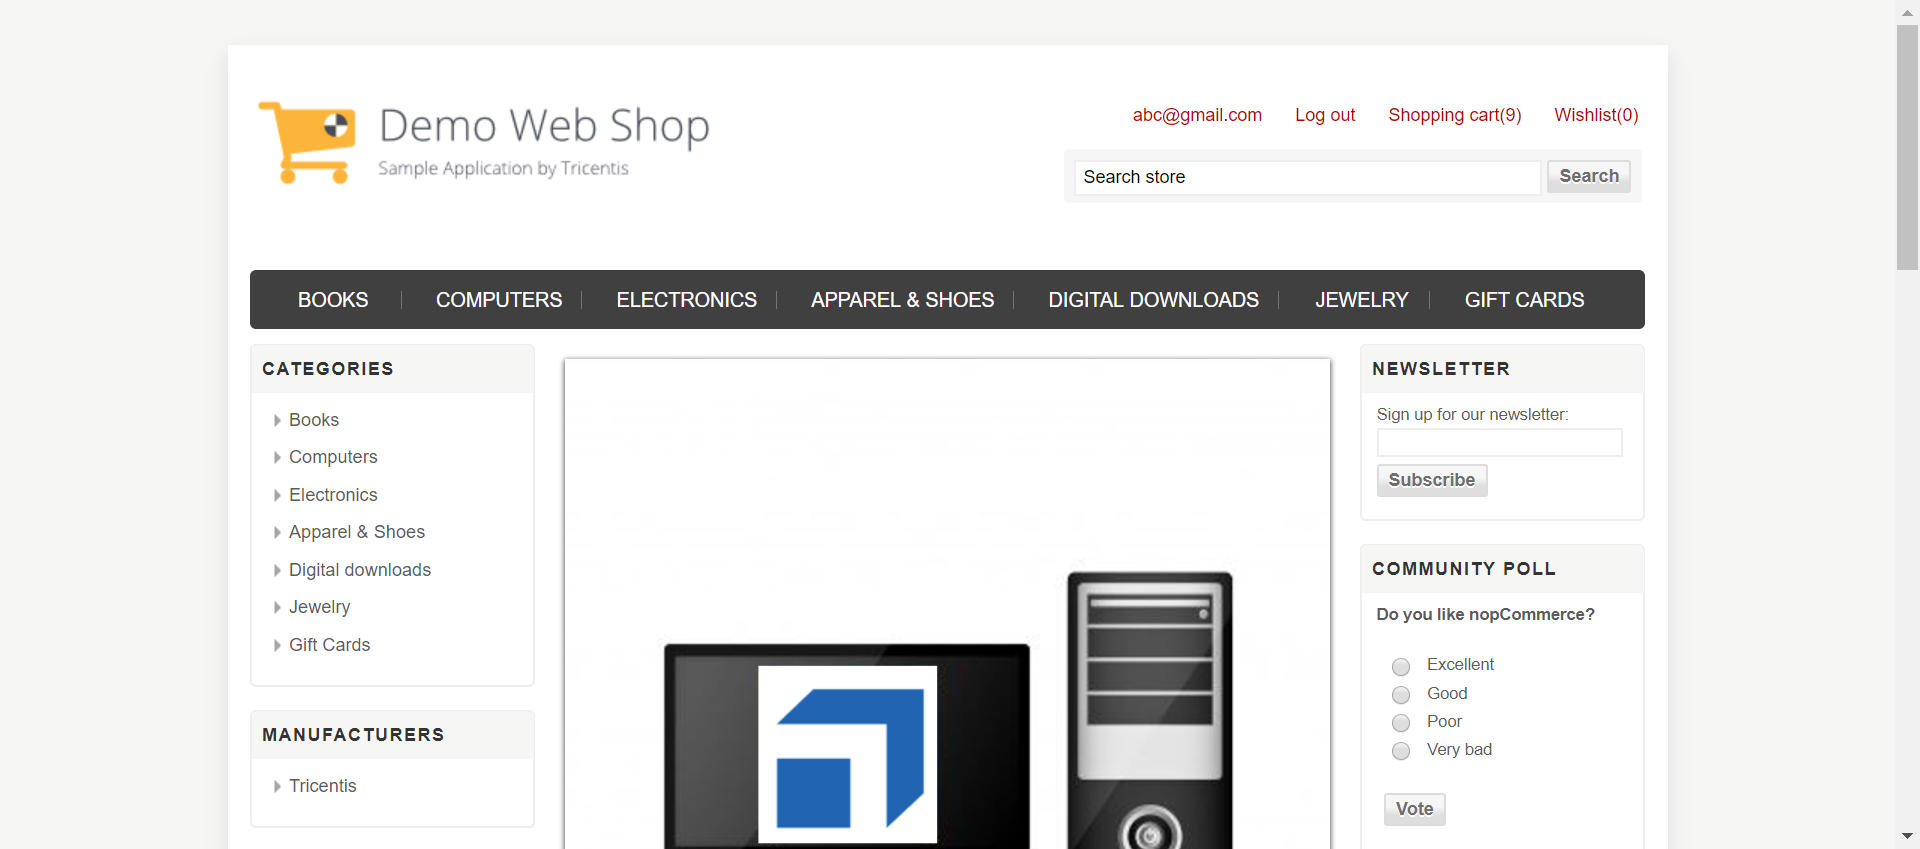 Demo Web Shop
Sample Application by Tricentis
abc@gmail.com Log out Shopping cart(9) Wishlist(0)
Search store Search
BOOKS COMPUTERS ELECTRONICS APPAREL & SHOES DIGITAL DOWNLOADS JEWELRY GIFT CARDS
CATEGORIES
Books
Computers
Electronics
Apparel & Shoes
Digital downloads
Jewelry
Gift Cards
MANUFACTURERS
Tricentis
NEWSLETTER
Sign up for our newsletter:
Subscribe
COMMUNITY POLL
Do you like nopCommerce?
Excellent
Good
Poor
Very bad
Vote